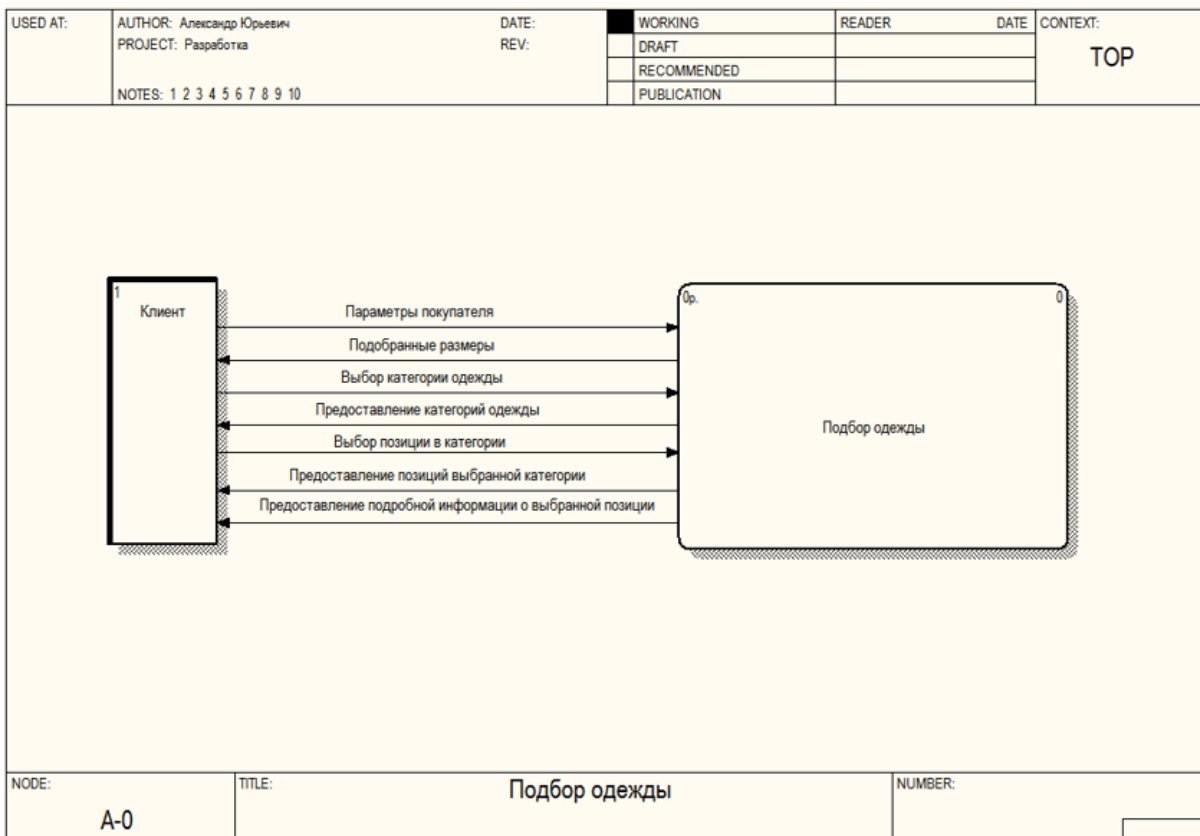 USED AT:
AUTHOR: Александр Юрьевич
DATE:
PROJECT: Разработка
REV:
NOTES: 1 2 3 4 5 6 7 8 9 10
WORKING
DRAFT
RECOMMENDED
PUBLICATION
READER
DATE
CONTEXT:
TOP
1
Клиент
Параметры покупателя
Подобранные размеры
Выбор категории одежды
Предоставление категорий одежды
Выбор позиции в категории
Предоставление позиций выбранной категории
Предоставление подробной информации о выбранной позиции
0р.
0
Подбор одежды
NODE:
A-0
TITLE:
Подбор одежды
NUMBER: